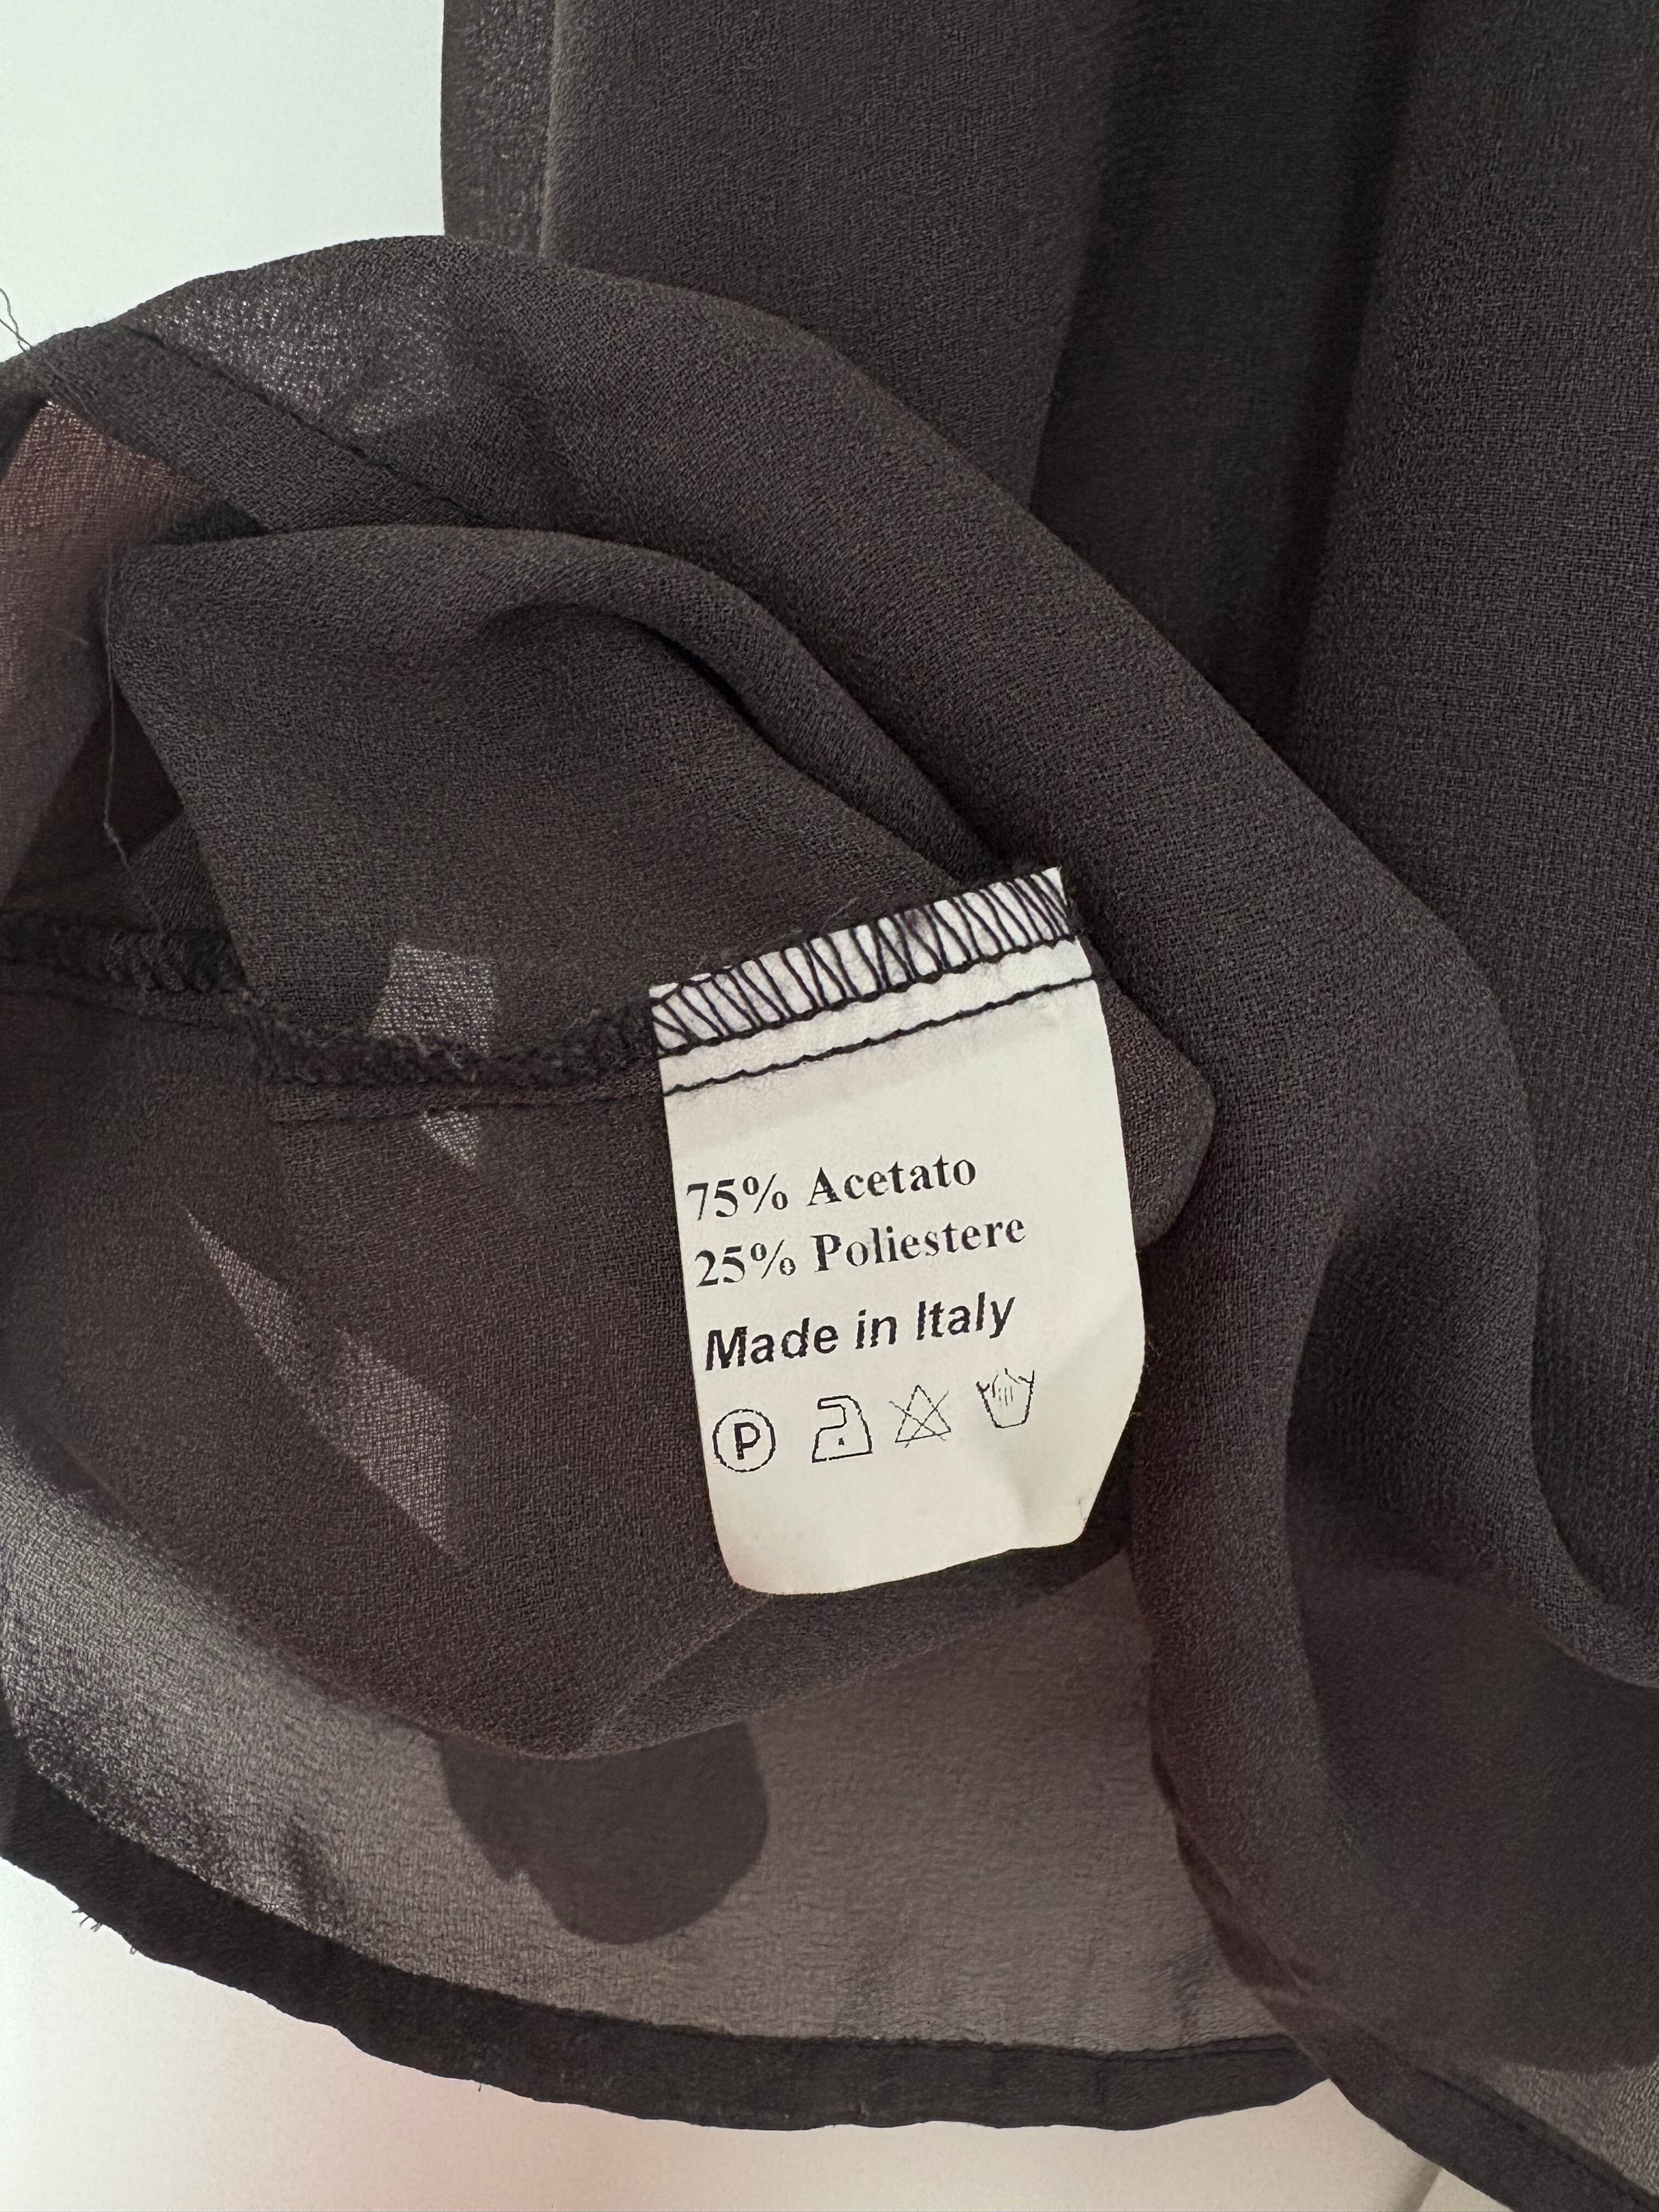 75% Acetato
25% Poliestere
Made in Italy
P